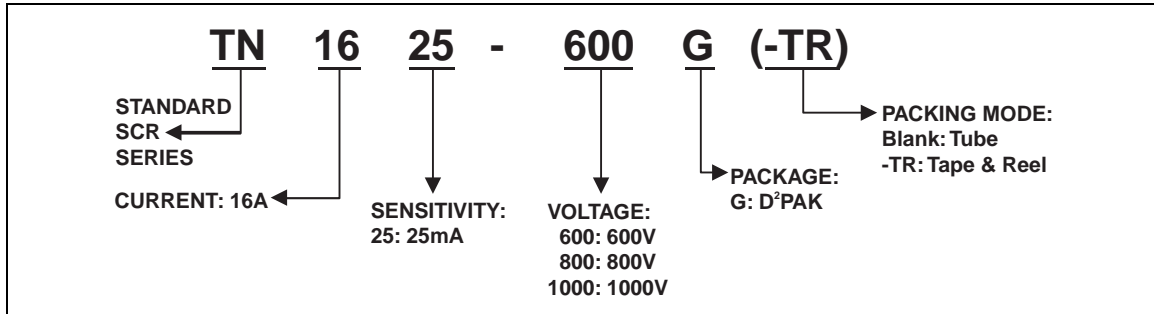 TN 16 25 - 600 G (-TR)
STANDARD
SCR
SERIES
CURRENT: 16A
SENSITIVITY:
25: 25mA
VOLTAGE:
600: 600V
800: 800V
1000: 1000V
PACKAGE:
G: D²PAK
PACKING MODE:
Blank: Tube
-TR: Tape & Reel